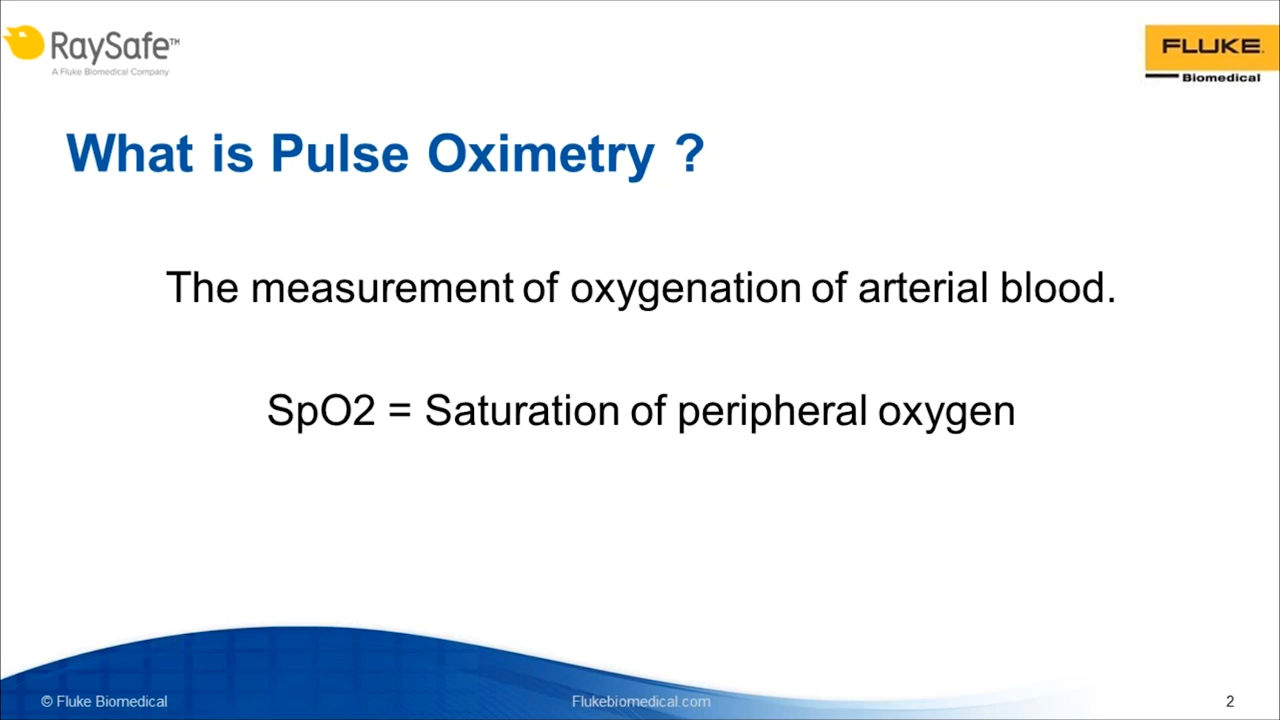 RaySafe™
A Fluke Biomedical Company
FLUKE®
Biomedical
What is Pulse Oximetry ?
The measurement of oxygenation of arterial blood.
SpO2 = Saturation of peripheral oxygen
© Fluke Biomedical
Flukebiomedical.com
2